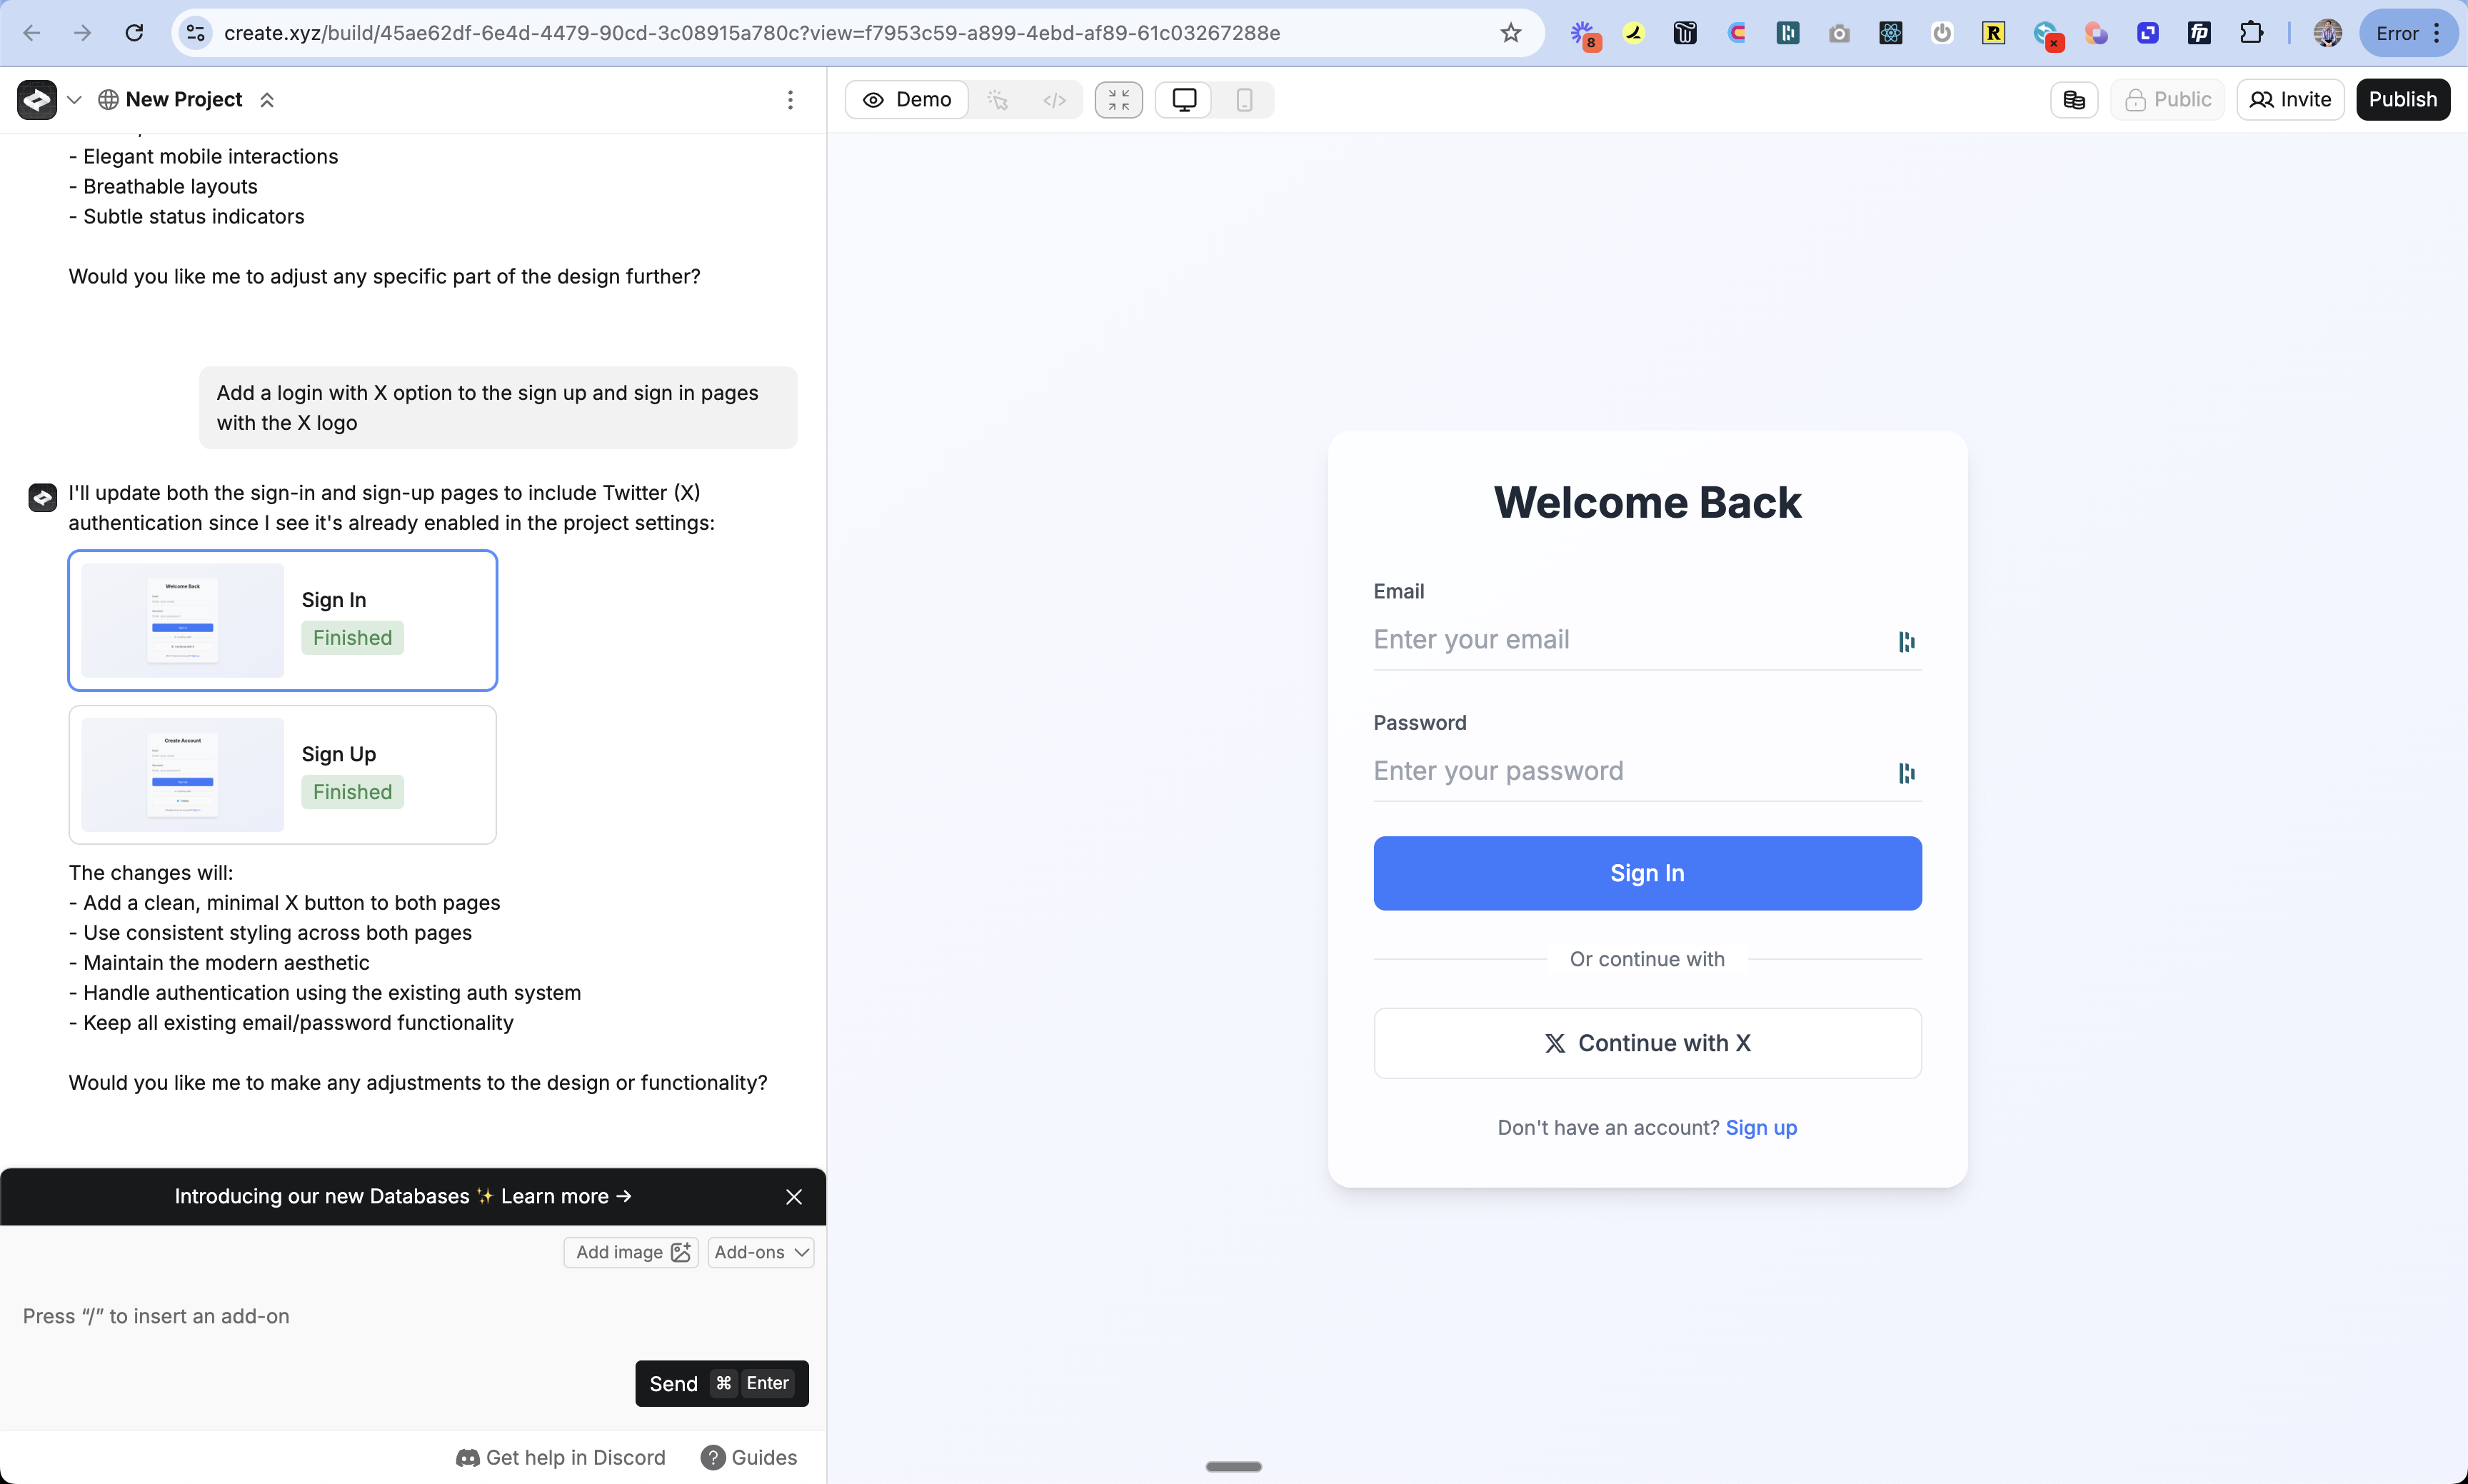 create.xyz/build/45ae62df-6e4d-4479-90cd-3c08915a780c?view=f7953c59-a899-4ebd-af89-61c03267288e
8
R
fp
Error
New Project
Demo
Public
Invite
Publish
- Elegant mobile interactions
- Breathable layouts
- Subtle status indicators
Would you like me to adjust any specific part of the design further?
Add a login with X option to the sign up and sign in pages
with the X logo
I'll update both the sign-in and sign-up pages to include Twitter (X)
authentication since I see it's already enabled in the project settings:
Welcome Back
Sign In
Finished
Create Account
Sign Up
Finished
The changes will:
- Add a clean, minimal X button to both pages
- Use consistent styling across both pages
- Maintain the modern aesthetic
- Handle authentication using the existing auth system
- Keep all existing email/password functionality
Would you like me to make any adjustments to the design or functionality?
Introducing our new Databases ✨ Learn more →
Add image
Add-ons
Press “/” to insert an add-on
Send ⌘ Enter
Get help in Discord
Guides
Welcome Back
Email
Enter your email
Password
Enter your password
Sign In
Or continue with
X Continue with X
Don't have an account? Sign up